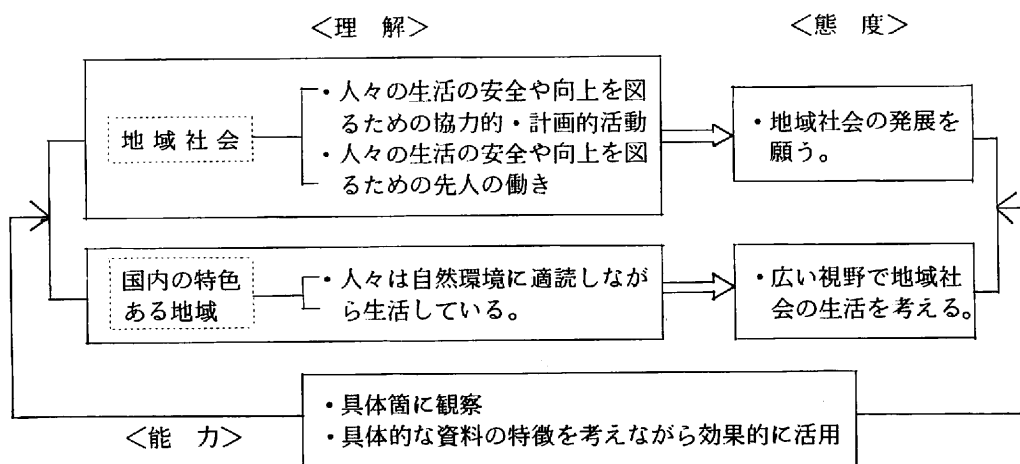 ＜理 解＞
＜態 度＞
地域社会
・人々の生活の安全や向上を図
るための協力的・計画的活動
・人々の生活の安全や向上を図
るための先人の働き
・地域社会の発展を
願う。
国内の特色
ある地域
・人々は自然環境に適読しなが
ら生活している。
・広い視野で地域社
会の生活を考える。
＜能 力＞
・具体箇に観察
・具体的な資料の特徴を考えながら効果的に活用